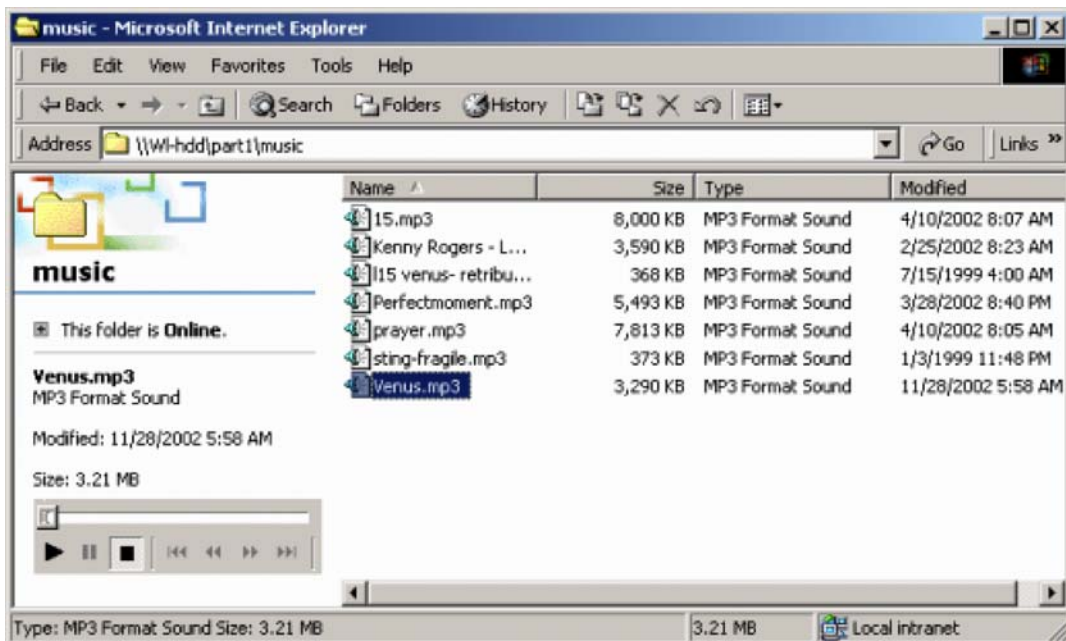 music - Microsoft Internet Explorer
File Edit View Favorites Tools Help
Back Search Folders History
Address \\Wl-hdd\part1\music Go Links »
Name Size Type Modified
15.mp3 8,000 KB MP3 Format Sound 4/10/2002 8:07 AM
Kenny Rogers - L... 3,590 KB MP3 Format Sound 2/25/2002 8:23 AM
l15 venus- retribu... 368 KB MP3 Format Sound 7/15/1999 4:00 AM
Perfectmoment.mp3 5,493 KB MP3 Format Sound 3/28/2002 8:40 PM
prayer.mp3 7,813 KB MP3 Format Sound 4/10/2002 8:05 AM
sting-fragile.mp3 373 KB MP3 Format Sound 1/3/1999 11:48 PM
Venus.mp3 3,290 KB MP3 Format Sound 11/28/2002 5:58 AM
music
This folder is Online.
Venus.mp3
MP3 Format Sound
Modified: 11/28/2002 5:58 AM
Size: 3.21 MB
Type: MP3 Format Sound Size: 3.21 MB 3.21 MB Local intranet